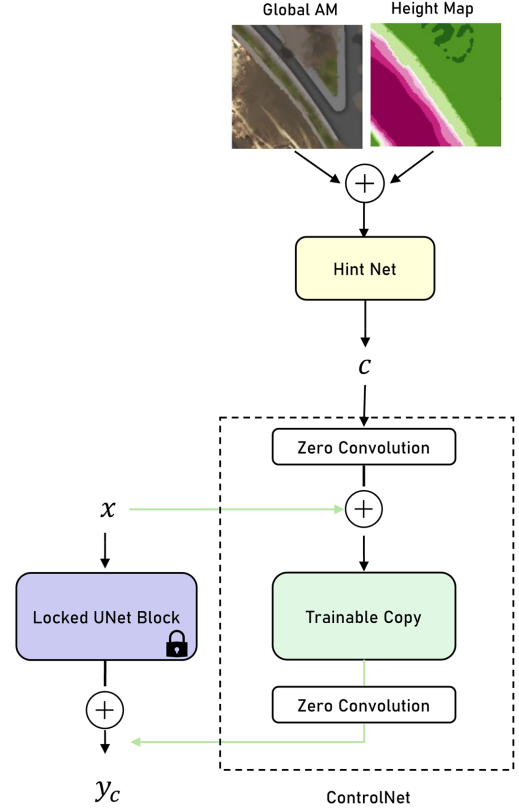 Global AM
Height Map
Hint Net
c
Zero Convolution
x
Locked UNet Block
Trainable Copy
Zero Convolution
y_c
ControlNet